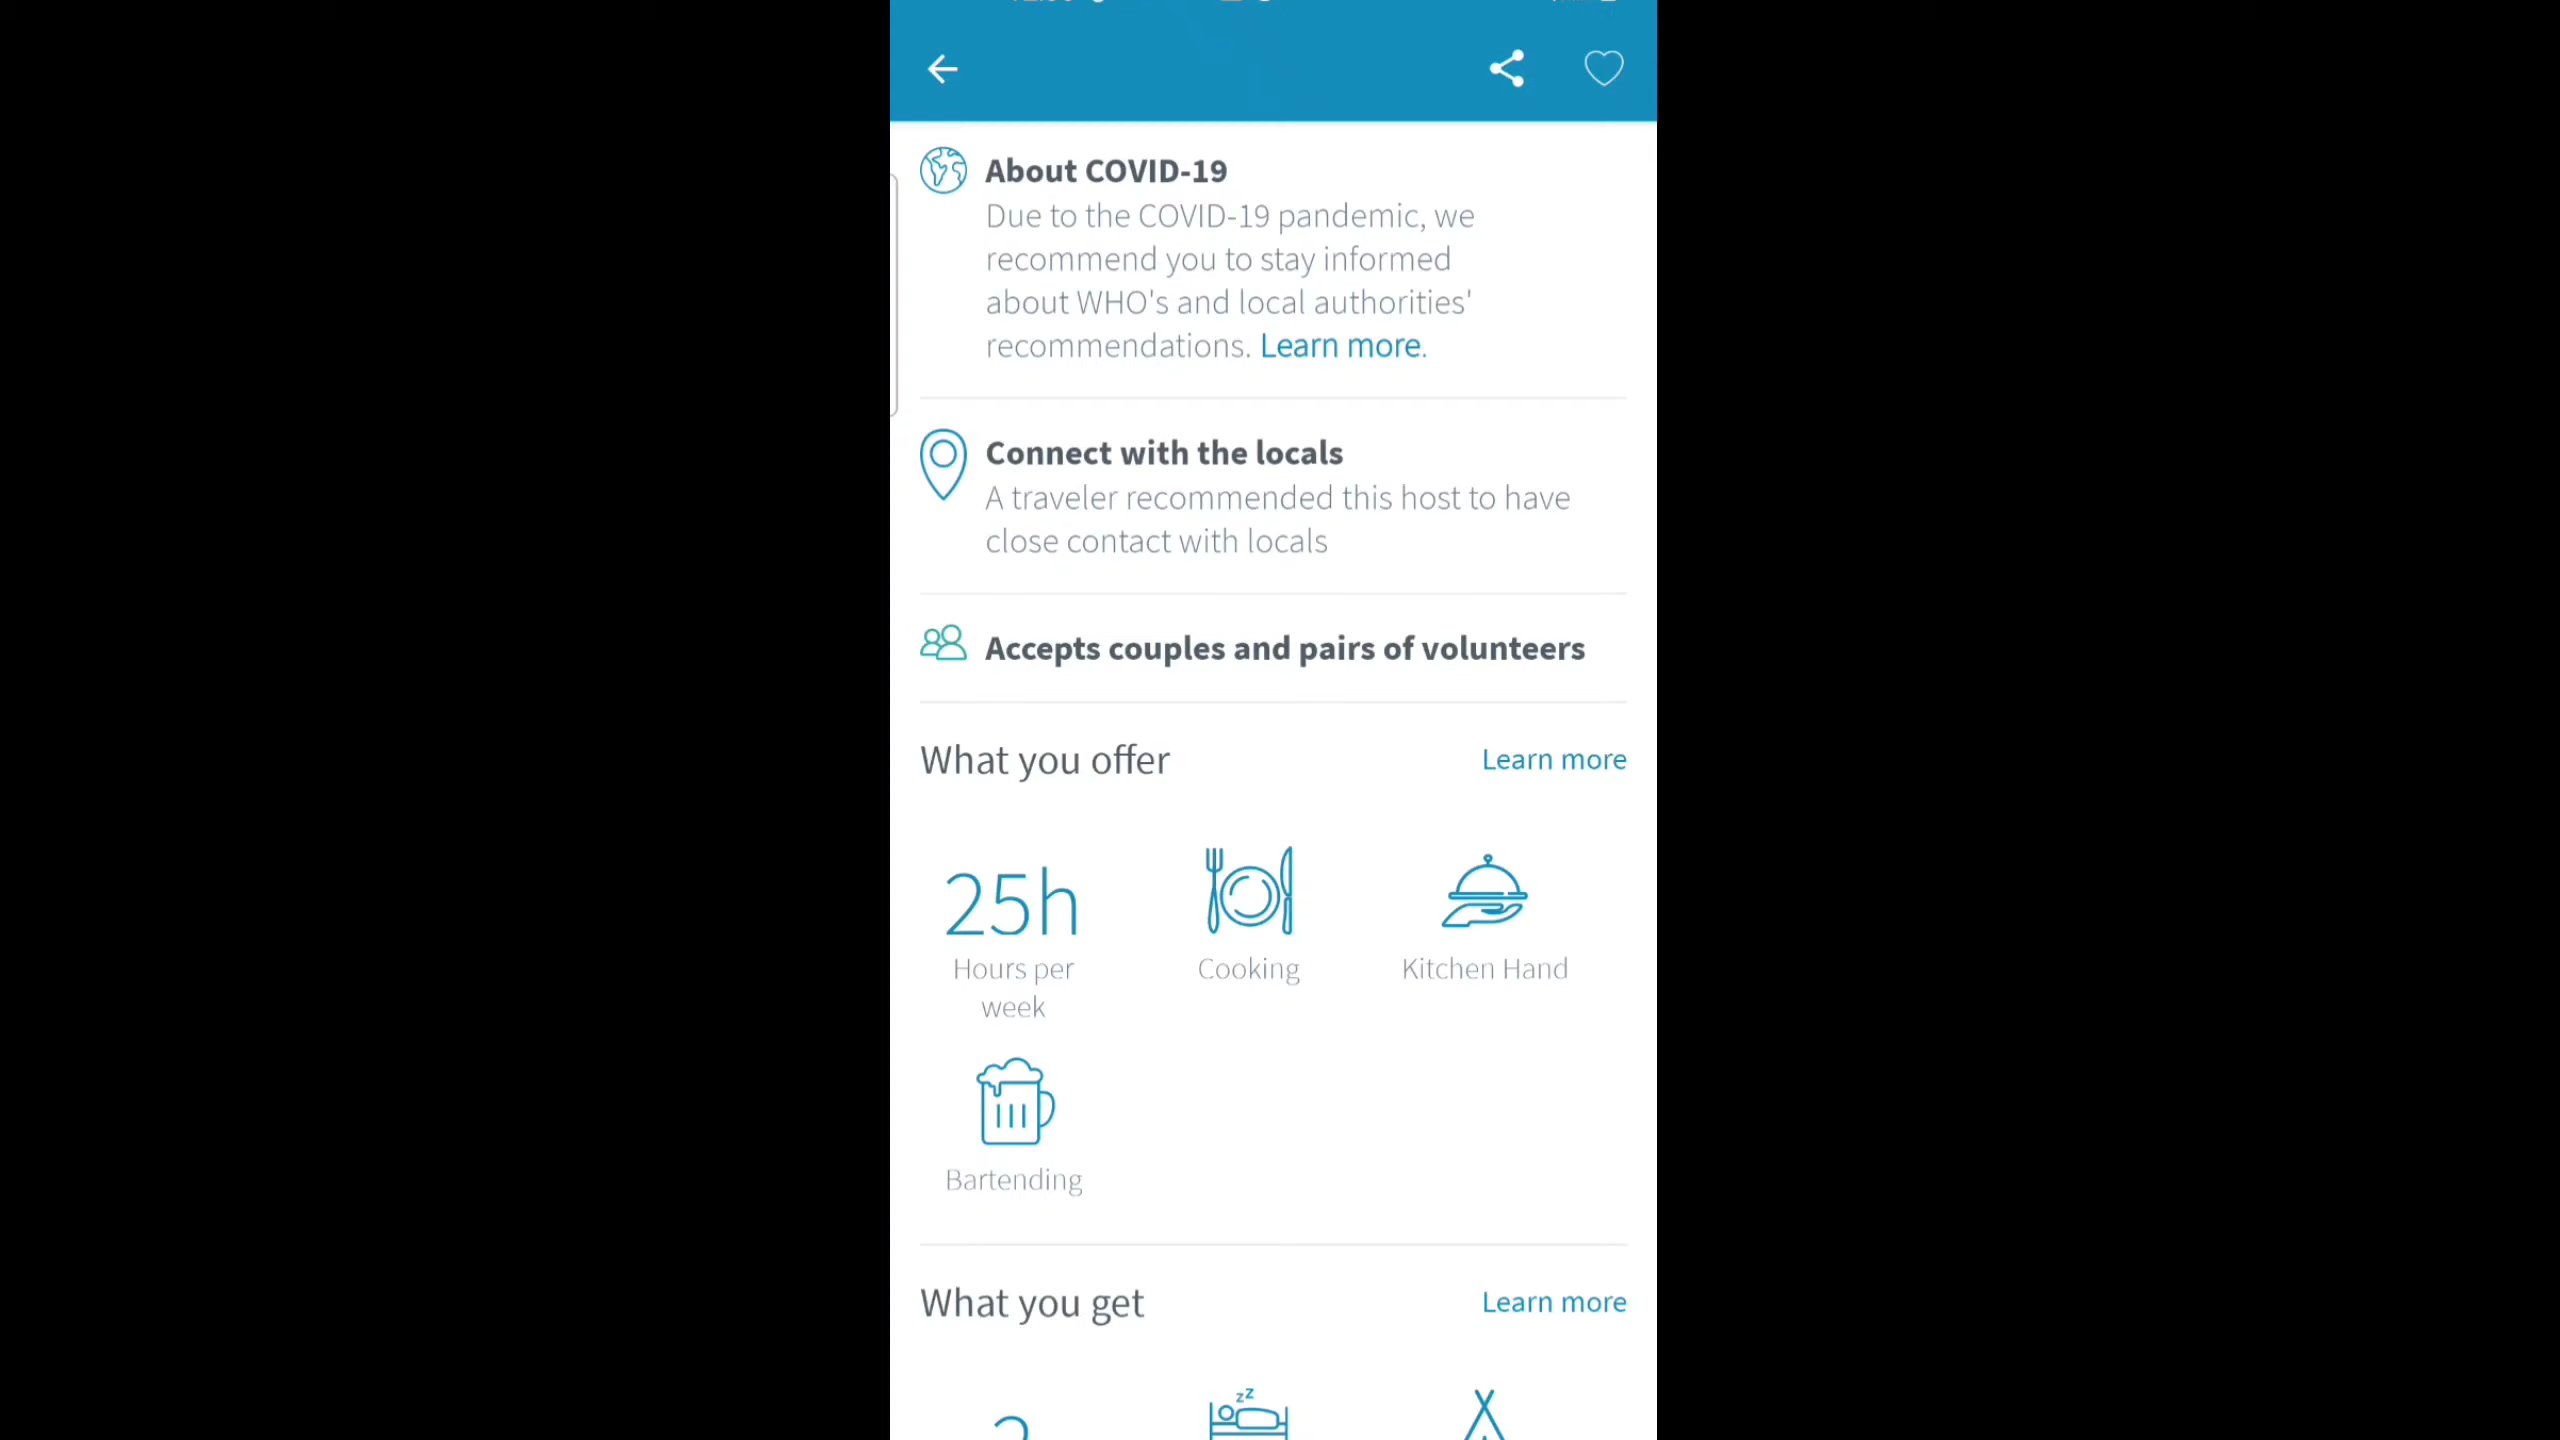 About COVID-19
Due to the COVID-19 pandemic, we
recommend you to stay informed
about WHO's and local authorities'
recommendations. Learn more.
Connect with the locals
A traveler recommended this host to have
close contact with locals
Accepts couples and pairs of volunteers
What you offer
Learn more
25h
Hours per
week
Cooking
Kitchen Hand
Bartending
What you get
Learn more
zz